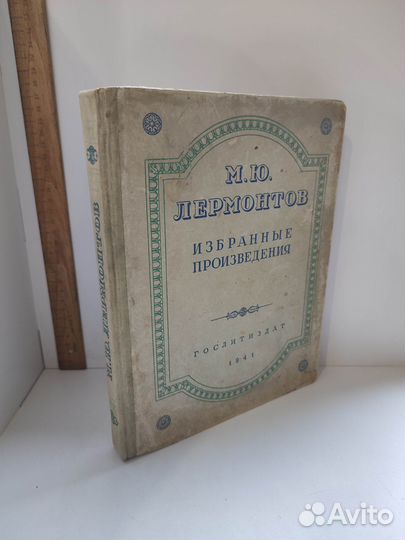 М.Ю.
ЛЕРМОНТОВ
ИЗБРАННЫЕ
ПРОИЗВЕДЕНИЯ
ГОСЛИТИЗДАТ
1941
М.Ю. ЛЕРМОНТОВ
Avito